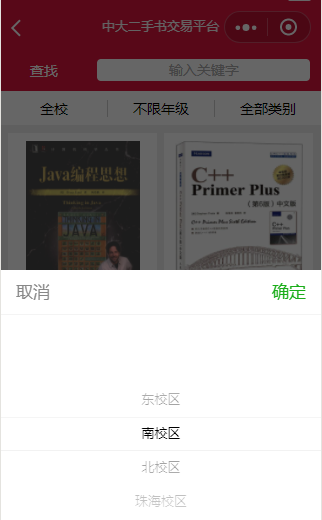 中大二手书交易平台
查找
输入关键字
全校
不限年级
全部类别
Java编程思想
C++
Primer Plus
(第6版) 中文版
JAVA
取消
确定
东校区
南校区
北校区
珠海校区